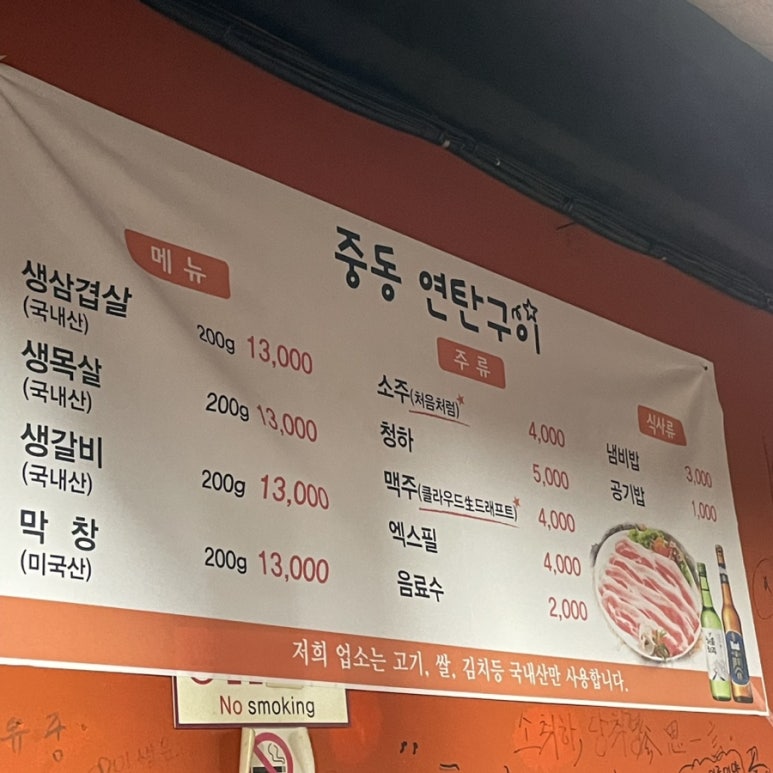 중동 연탄구이
메뉴
생삼겹살
(국내산)
200g 13,000
생목살
(국내산)
200g 13,000
생갈비
(국내산)
200g 13,000
막 창
(미국산)
200g 13,000
주류
소주(처음처럼) 4,000
청하 5,000
맥주(클라우드生드래프트) 4,000
엑스필 4,000
음료수 2,000
식사류
냄비밥 3,000
공기밥 1,000
저희 업소는 고기, 쌀, 김치등 국내산만 사용합니다.
No smoking